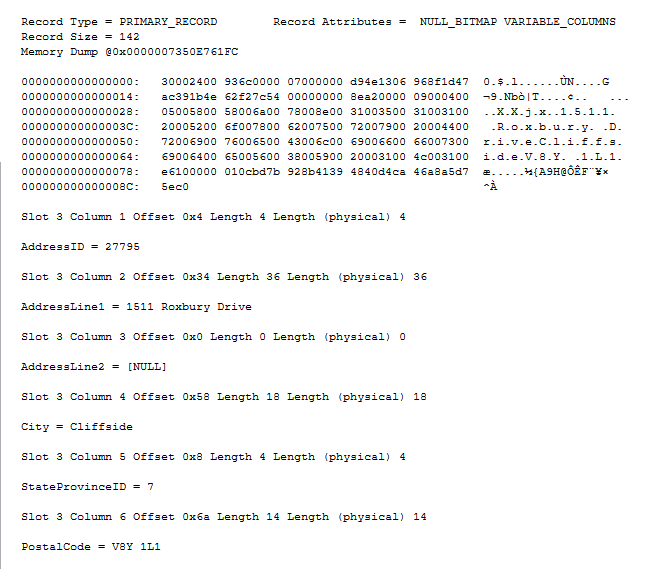 Record Type = PRIMARY_RECORD Record Attributes = NULL_BITMAP VARIABLE_COLUMNS
Record Size = 142
Memory Dump @0x0000007350E761FC
0000000000000000: 30002400 936c0000 07000000 d94e1306 968f1d47 0.$.l......ÙN....G
0000000000000014: ac391b4e 62f27c54 00000000 8ea20000 09000400 ¬9.Nbò|T....¢.. ...
0000000000000028: 05005800 58006a00 78008e00 31003500 31003100 ..X.X.j.x...1.5.1.1.
000000000000003C: 20005200 6f007800 62007500 72007900 20004400 .R.o.x.b.u.r.y. .D.
0000000000000050: 72006900 76006500 43006c00 69006600 66007300 r.i.v.e.C.l.i.f.f.s.
0000000000000064: 69006400 65005600 38005900 20003100 4c003100 i.d.e.V.8.Y. .1.L.1.
0000000000000078: e6100000 010cbd7b 928b4139 4840d4ca 46a8a5d7 æ.....½{A9H@ÔÊF¨¥×
000000000000008C: 5ec0 ^À
Slot 3 Column 1 Offset 0x4 Length 4 Length (physical) 4
AddressID = 27795
Slot 3 Column 2 Offset 0x34 Length 36 Length (physical) 36
AddressLine1 = 1511 Roxbury Drive
Slot 3 Column 3 Offset 0x0 Length 0 Length (physical) 0
AddressLine2 = [NULL]
Slot 3 Column 4 Offset 0x58 Length 18 Length (physical) 18
City = Cliffside
Slot 3 Column 5 Offset 0x8 Length 4 Length (physical) 4
StateProvinceID = 7
Slot 3 Column 6 Offset 0x6a Length 14 Length (physical) 14
PostalCode = V8Y 1L1